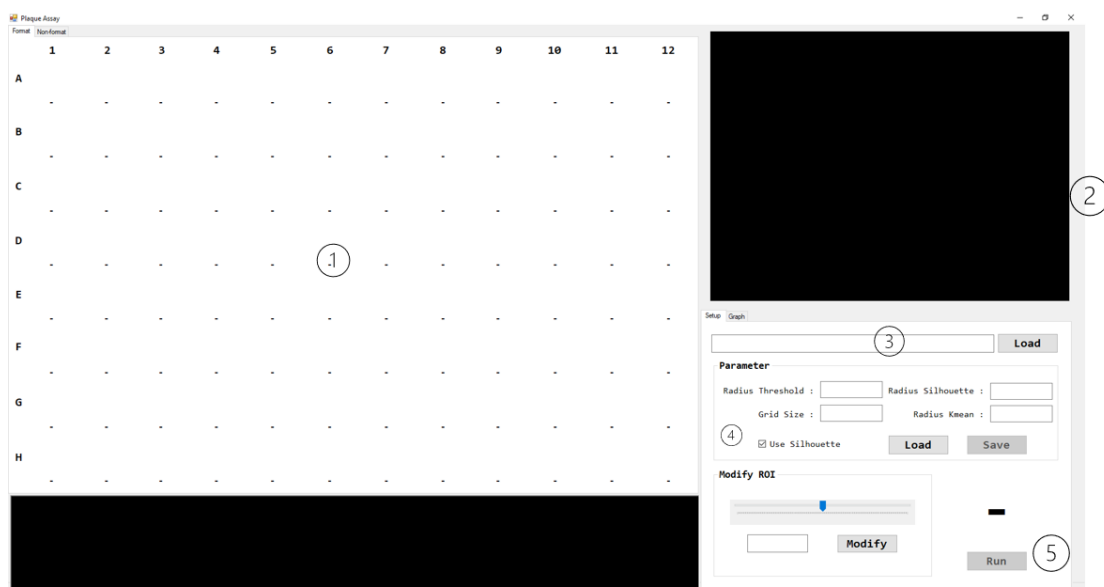 Plaque Assay
Format Non-format
1 2 3 4 5 6 7 8 9 10 11 12
A
- - - - - - - - - - - -
B
- - - - - - - - - - - -
C
- - - - - - - - - - - -
D
- - - - - - - - - - - -
E
- - - - - - - - - - - -
F
- - - - - - - - - - - -
G
- - - - - - - - - - - -
H
- - - - - - - - - - - -
1
2
Setup Graph
3 Load
Parameter
Radius Threshold : Radius Silhouette :
Grid Size : Radius Kmean :
4 Use Silhouette Load Save
Modify ROI
-
Modify
Run 5